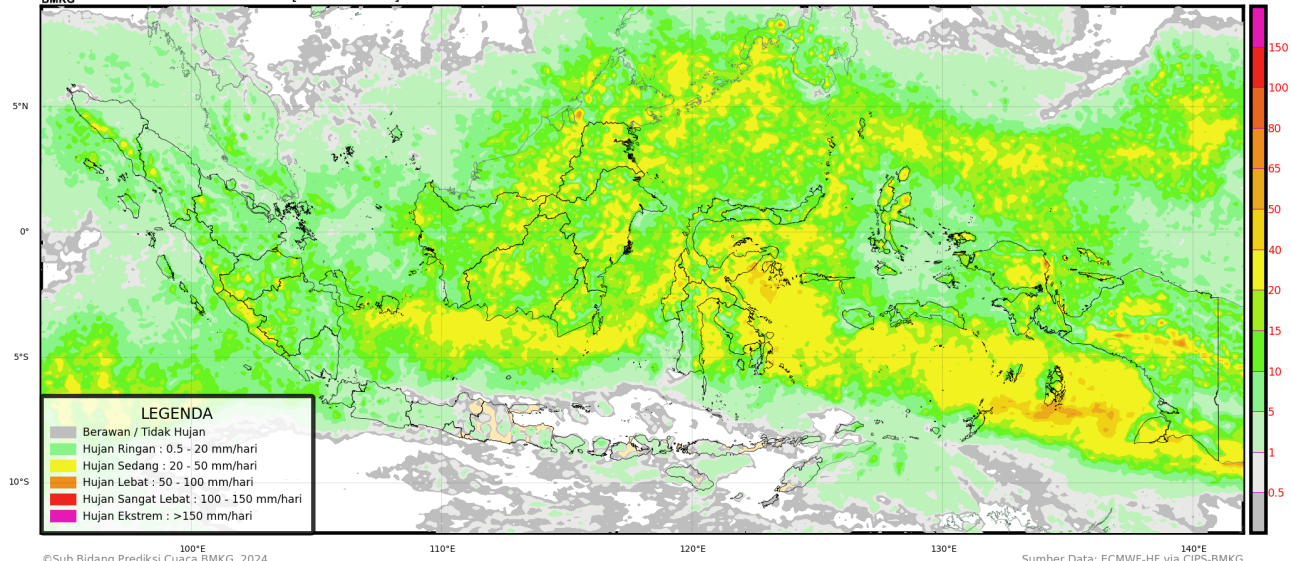 BMKG
5°N
0°
5°S
10°S
100°E
110°E
120°E
130°E
140°E
LEGENDA
Berawan / Tidak Hujan
Hujan Ringan : 0.5 - 20 mm/hari
Hujan Sedang : 20 - 50 mm/hari
Hujan Lebat : 50 - 100 mm/hari
Hujan Sangat Lebat : 100 - 150 mm/hari
Hujan Ekstrem : >150 mm/hari
150
100
80
65
50
40
20
15
10
5
1
0.5
©Sub Bidang Prediksi Cuaca BMKG, 2024
Sumber Data: ECMWF-HF via CIPS-BMKG